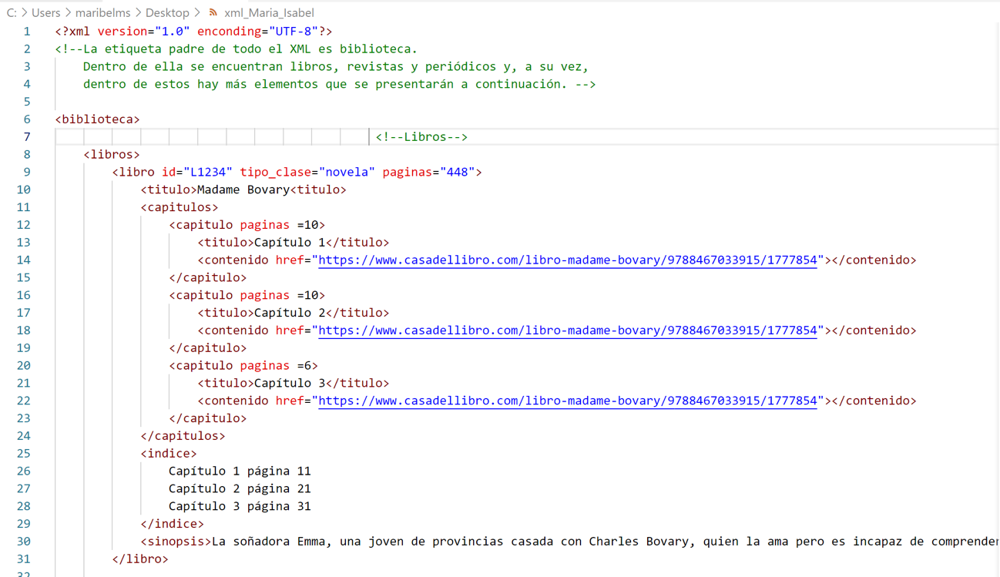 C: > Users > maribelms > Desktop > xml_Maria_Isabel
1 <?xml version="1.0" enconding="UTF-8"?>
2 <!--La etiqueta padre de todo el XML es biblioteca.
3 Dentro de ella se encuentran libros, revistas y periódicos y, a su vez,
4 dentro de estos hay más elementos que se presentarán a continuación. -->
5
6 <biblioteca>
7 <!--Libros-->
8 <libros>
9 <libro id="L1234" tipo_clase="novela" paginas="448">
10 <titulo>Madame Bovary<titulo>
11 <capitulos>
12 <capitulo paginas =10>
13 <titulo>Capítulo 1</titulo>
14 <contenido href="https://www.casadellibro.com/libro-madame-bovary/9788467033915/1777854"></contenido>
15 </capitulo>
16 <capitulo paginas =10>
17 <titulo>Capítulo 2</titulo>
18 <contenido href="https://www.casadellibro.com/libro-madame-bovary/9788467033915/1777854"></contenido>
19 </capitulo>
20 <capitulo paginas =6>
21 <titulo>Capítulo 3</titulo>
22 <contenido href="https://www.casadellibro.com/libro-madame-bovary/9788467033915/1777854"></contenido>
23 </capitulo>
24 </capitulos>
25 <indice>
26 Capítulo 1 página 11
27 Capítulo 2 página 21
28 Capítulo 3 página 31
29 </indice>
30 <sinopsis>La soñadora Emma, una joven de provincias casada con Charles Bovary, quien la ama pero es incapaz de comprender
31 </libro>
32